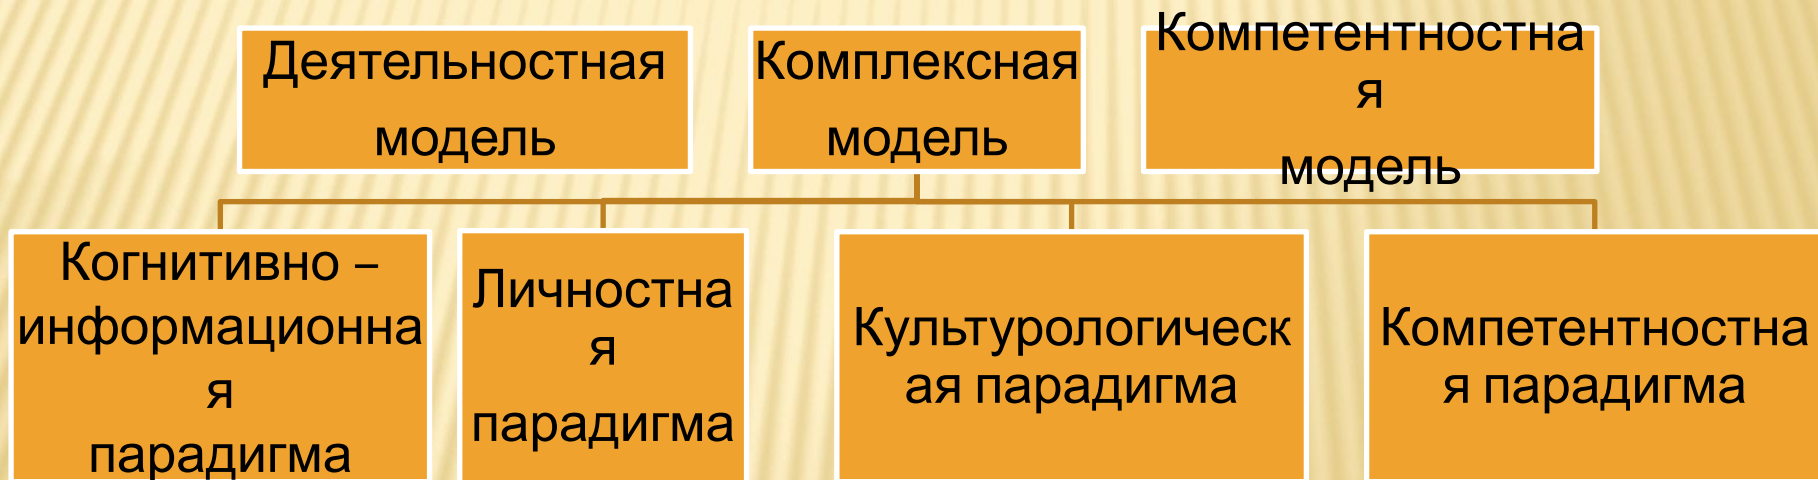 Деятельностная
модель
Комплексная
модель
Компетентностна
я
модель
Когнитивно –
информационна
я
парадигма
Личностна
я
парадигма
Культурологическ
ая парадигма
Компетентностна
я парадигма